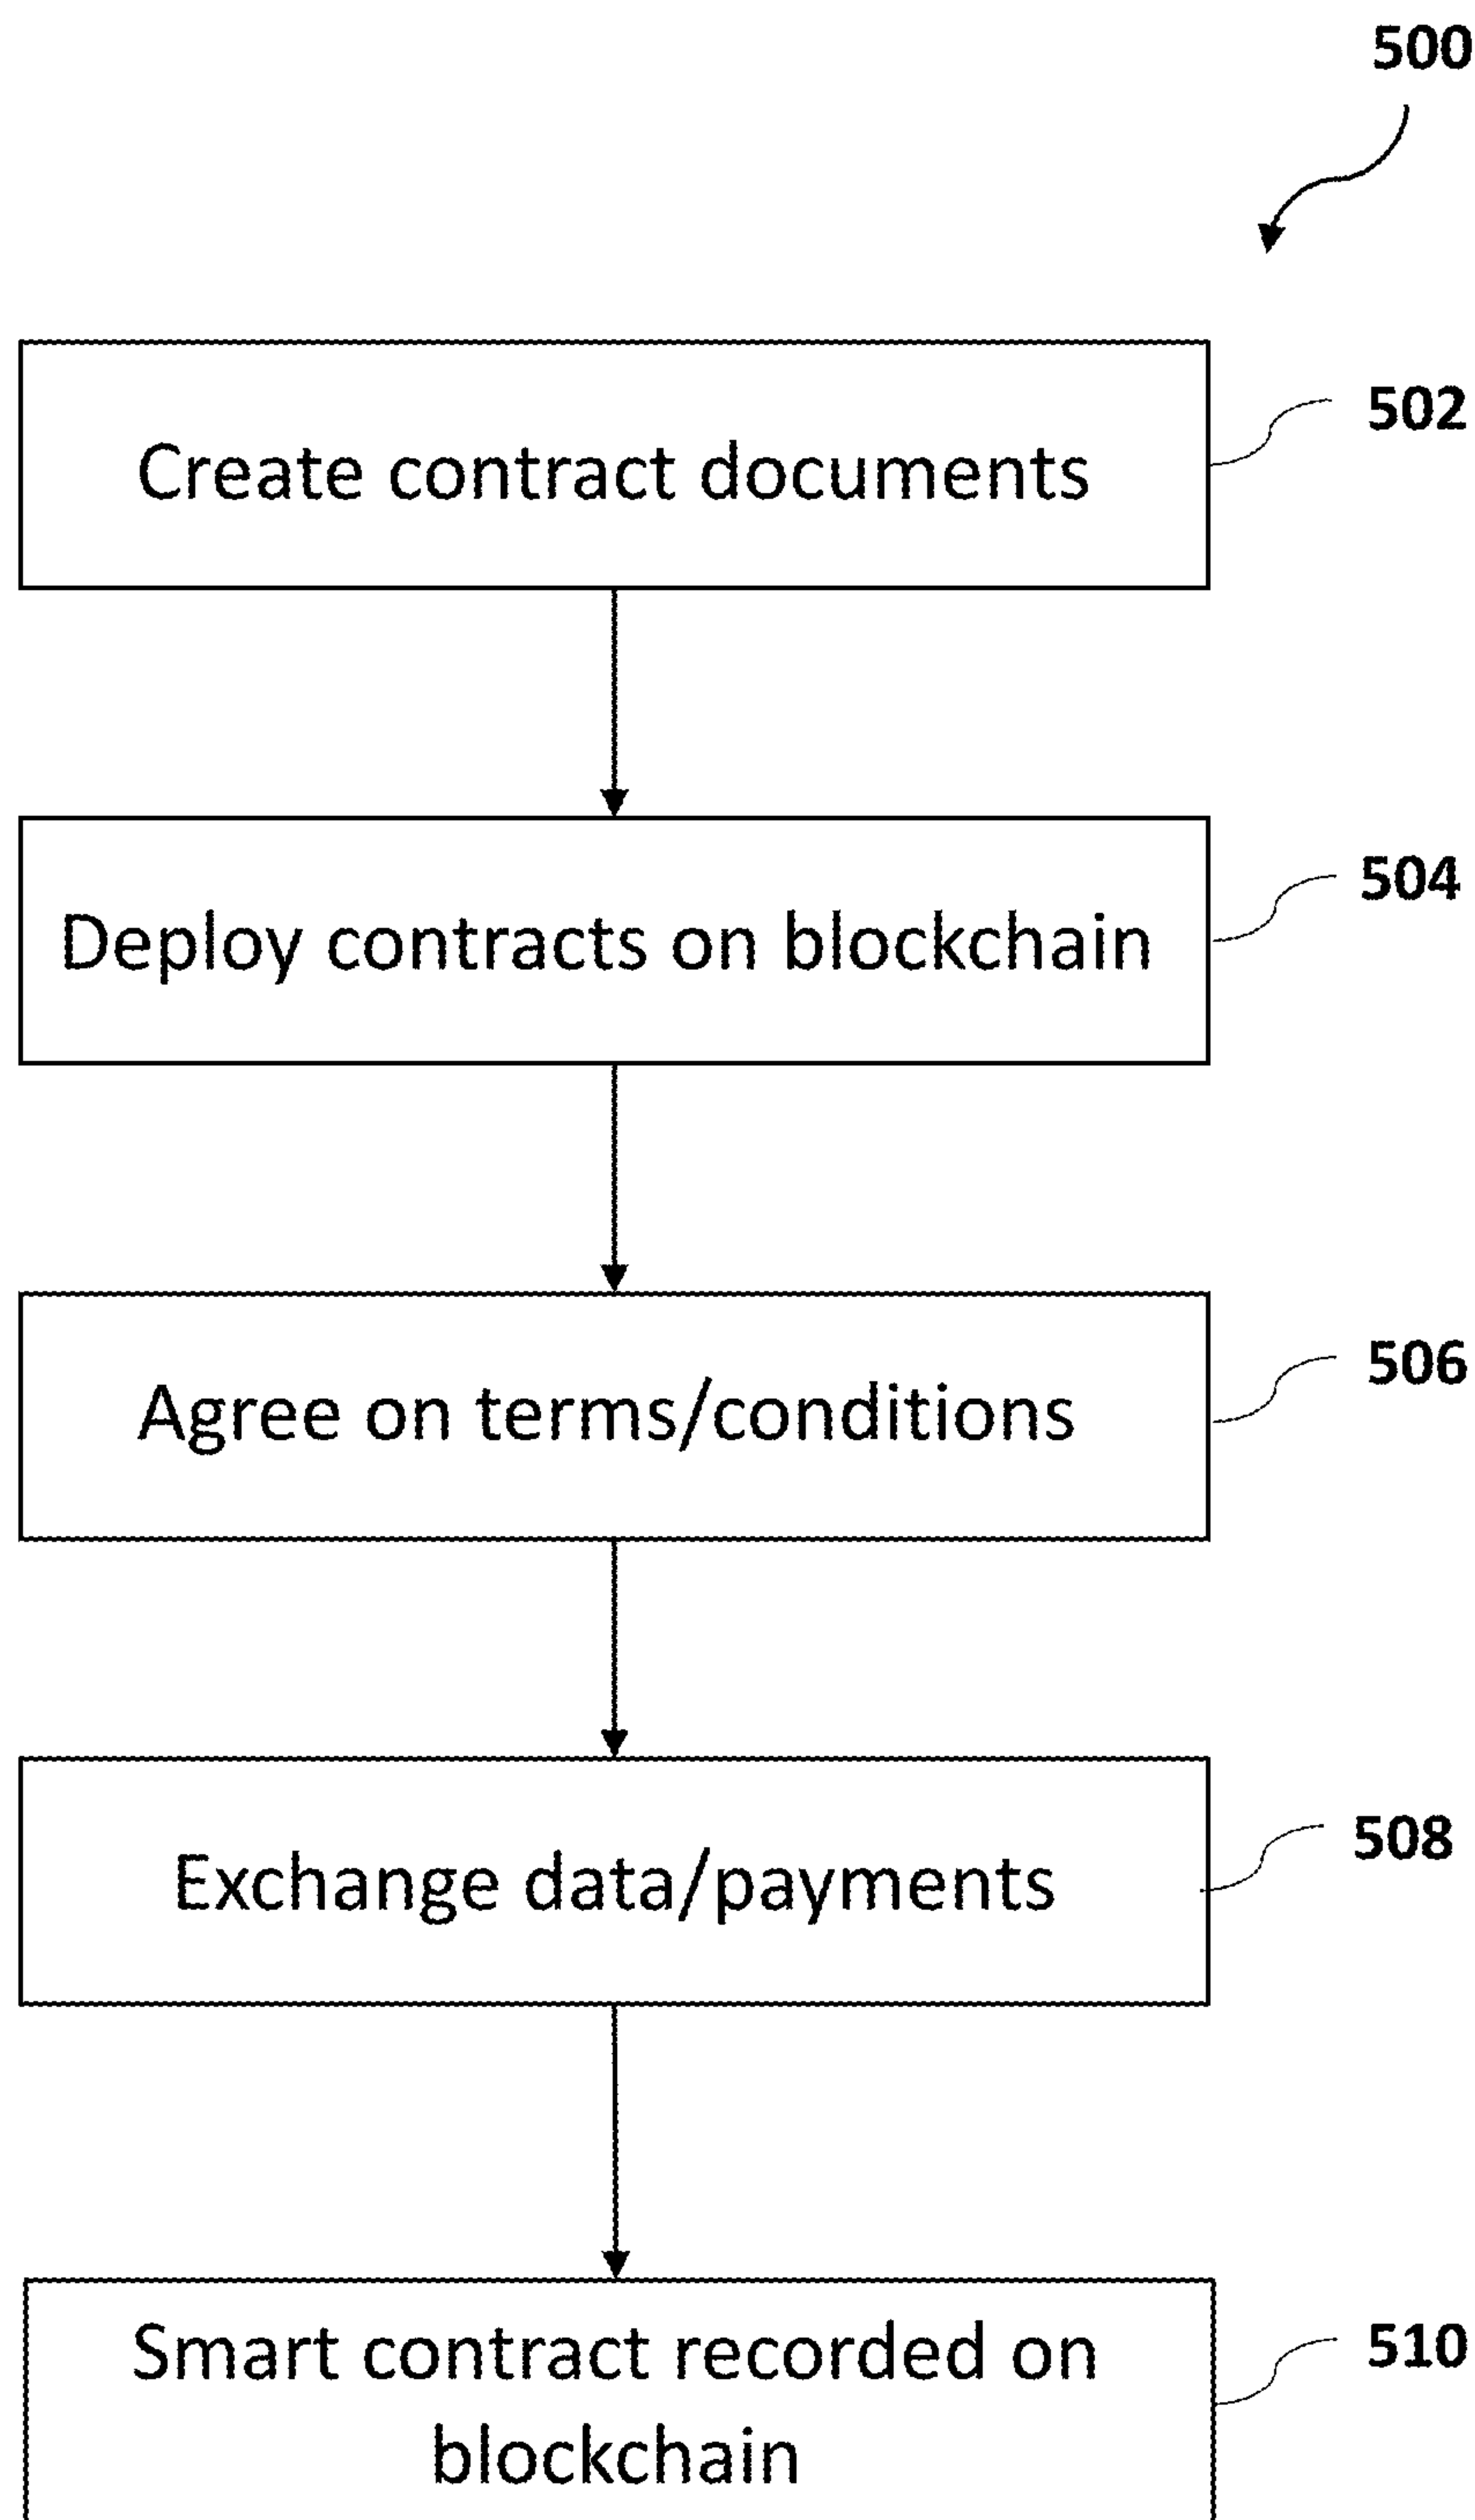 500
Create contract documents
502
Deploy contracts on blockchain
504
Agree on terms/conditions
506
Exchange data/payments
508
Smart contract recorded on
blockchain
510